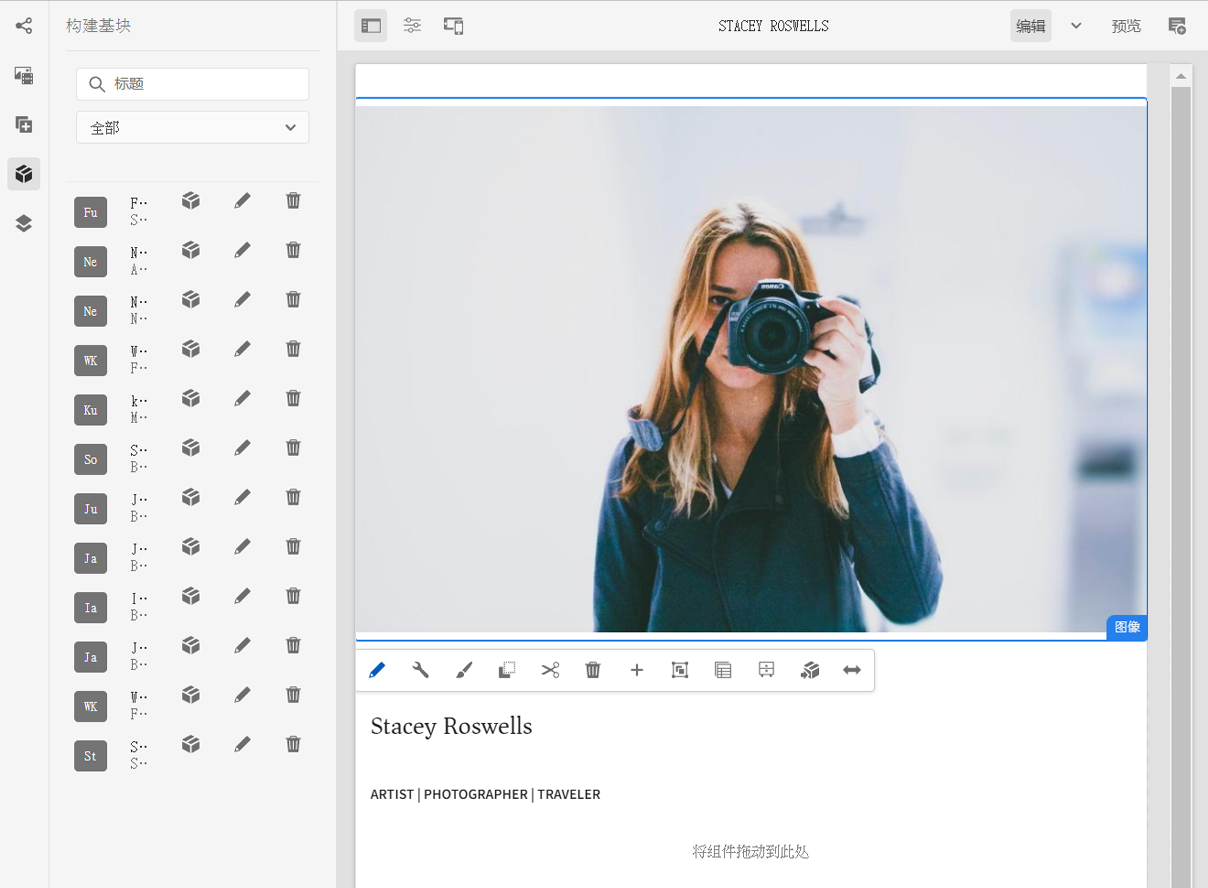 构建基块
STACEY ROSWELLS
编辑
预览
标题
全部
Fu
F··
S··
Ne
N··
A··
Ne
N··
N··
WK
W··
F··
Ku
k··
M··
So
S··
B··
Ju
J··
B··
Ja
J··
B··
Ia
I··
B··
Ja
J··
B··
WK
W··
F··
St
S··
S··
Canon
图像
Stacey Roswells
ARTIST | PHOTOGRAPHER | TRAVELER
将组件拖动到此处